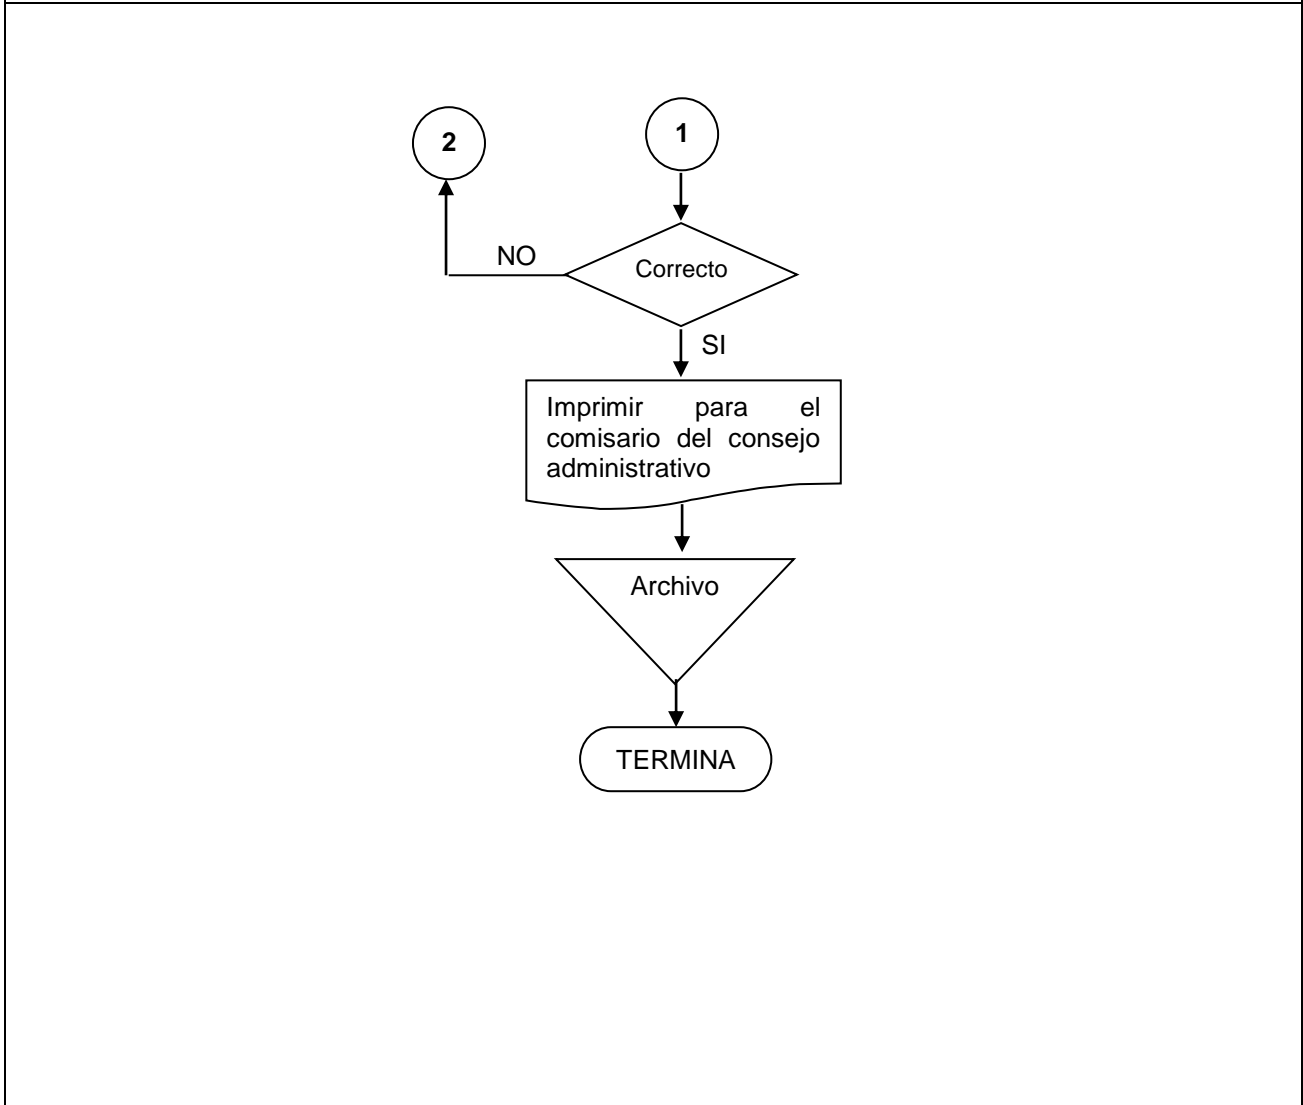 2
1
NO
Correcto
SI
Imprimir para el
comisario del consejo
administrativo
Archivo
TERMINA